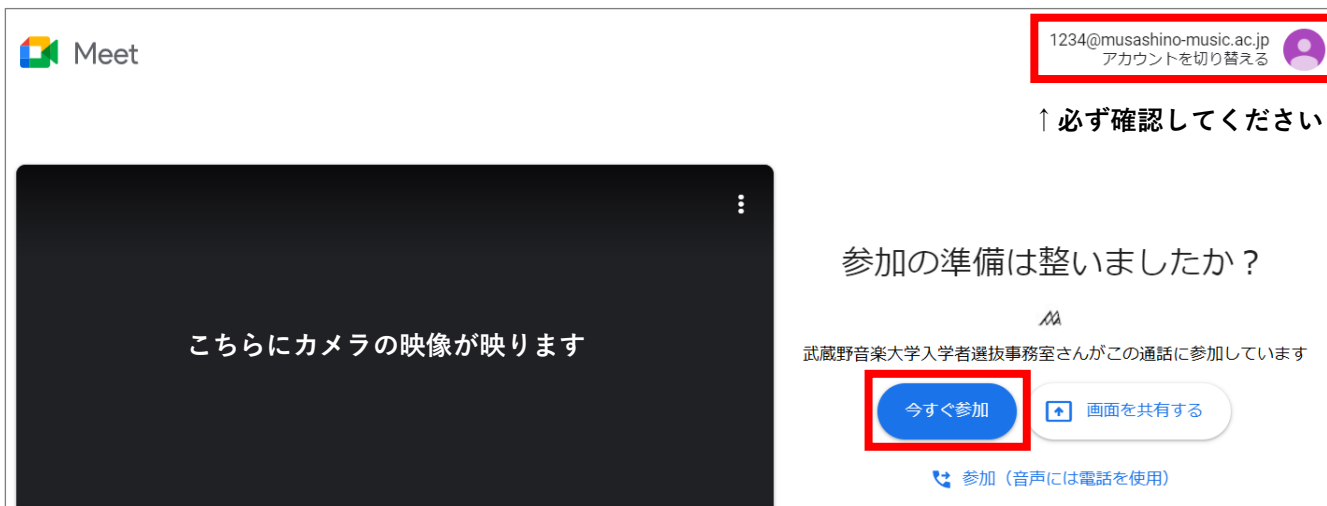 Meet
1234@musashino-music.ac.jp
アカウントを切り替える
↑必ず確認してください
こちらにカメラの映像が映ります
参加の準備は整いましたか？
武蔵野音楽大学入学者選抜事務室さんがこの通話に参加しています
今すぐ参加
画面を共有する
参加（音声には電話を使用）